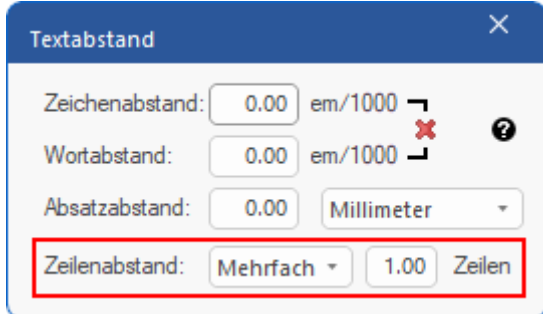 Textabstand
Zeichenabstand: 0.00 em/1000
Wortabstand: 0.00 em/1000
Absatzabstand: 0.00 Millimeter
Zeilenabstand: Mehrfach 1.00 Zeilen